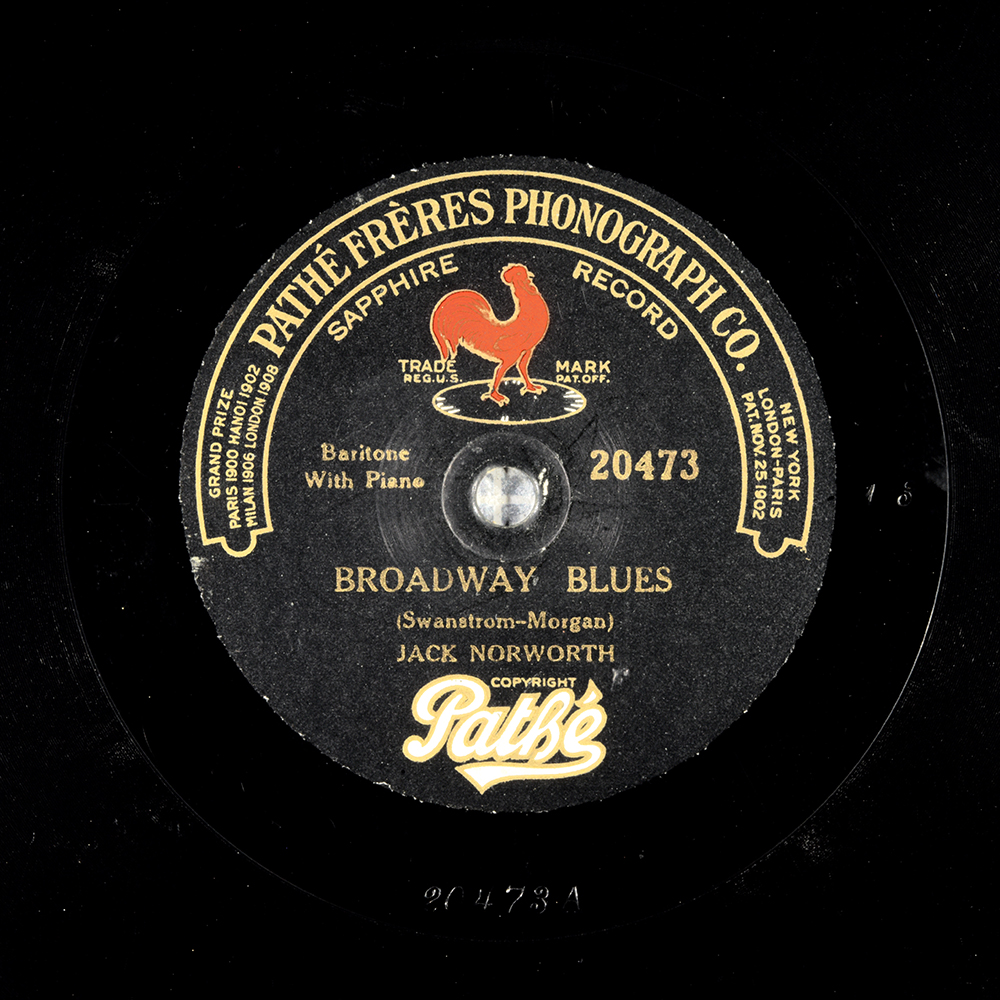 PATHÉ FRÈRES PHONOGRAPH CO.
SAPPHIRE RECORD
GRAND PRIZE
PARIS 1900 HANOI 1902
MILAN 1906 LONDON 1908
NEW YORK
LONDON-PARIS
PAT. NOV. 25 1902
TRADE MARK
REG. U.S. PAT. OFF.
Baritone
With Piano
20473
BROADWAY BLUES
(Swanstrom-Morgan)
JACK NORWORTH
COPYRIGHT
Pathé
20473A